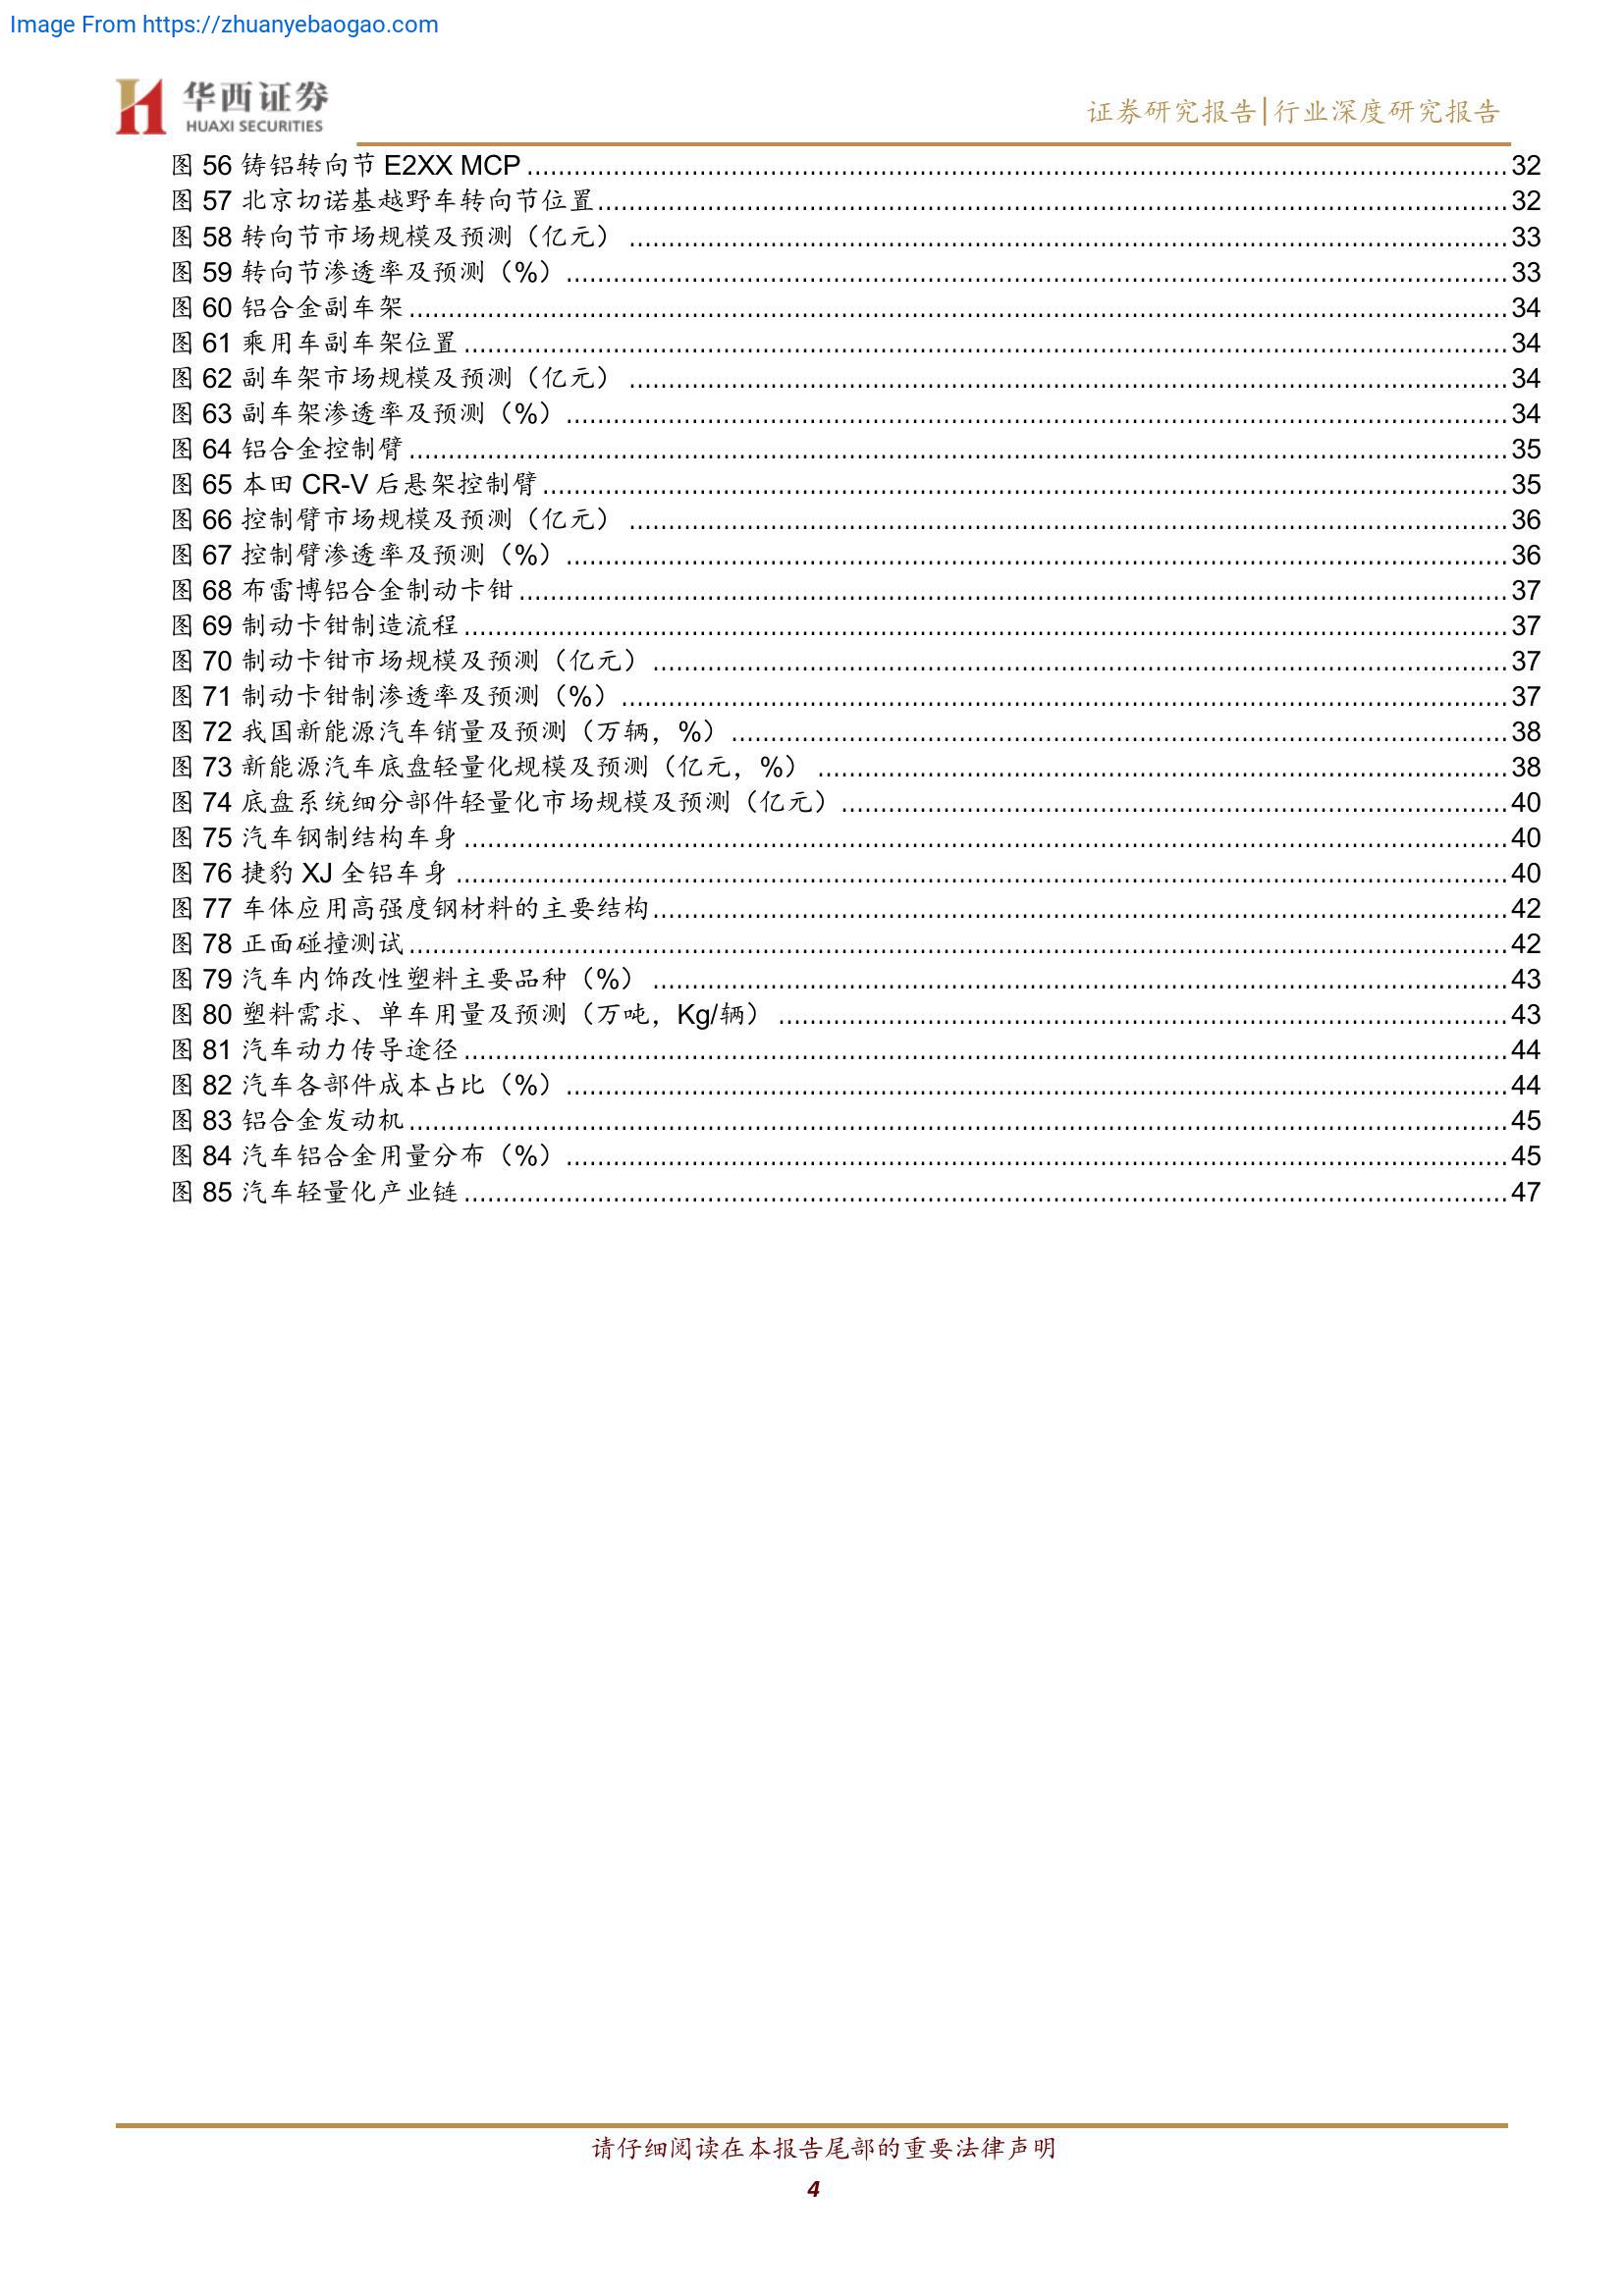 Image From https://zhuanyebaogao.com
华西证券
HUAXI SECURITIES
证券研究报告|行业深度研究报告
图 56 铸铝转向节 E2XX MCP........32
图 57 北京切诺基越野车转向节位置........32
图 58 转向节市场规模及预测（亿元）........33
图 59 转向节渗透率及预测（%）........33
图 60 铝合金副车架........34
图 61 乘用车副车架位置........34
图 62 副车架市场规模及预测（亿元）........34
图 63 副车架渗透率及预测（%）........34
图 64 铝合金控制臂........35
图 65 本田 CR-V 后悬架控制臂........35
图 66 控制臂市场规模及预测（亿元）........36
图 67 控制臂渗透率及预测（%）........36
图 68 布雷博铝合金制动卡钳........37
图 69 制动卡钳制造流程........37
图 70 制动卡钳市场规模及预测（亿元）........37
图 71 制动卡钳制渗透率及预测（%）........37
图 72 我国新能源汽车销量及预测（万辆，%）........38
图 73 新能源汽车底盘轻量化规模及预测（亿元，%）........38
图 74 底盘系统细分部件轻量化市场规模及预测（亿元）........40
图 75 汽车钢制结构车身........40
图 76 捷豹 XJ 全铝车身........40
图 77 车体应用高强度钢材料的主要结构........42
图 78 正面碰撞测试........42
图 79 汽车内饰改性塑料主要品种（%）........43
图 80 塑料需求、单车用量及预测（万吨，Kg/辆）........43
图 81 汽车动力传导途径........44
图 82 汽车各部件成本占比（%）........44
图 83 铝合金发动机........45
图 84 汽车铝合金用量分布（%）........45
图 85 汽车轻量化产业链........47
请仔细阅读在本报告尾部的重要法律声明
4